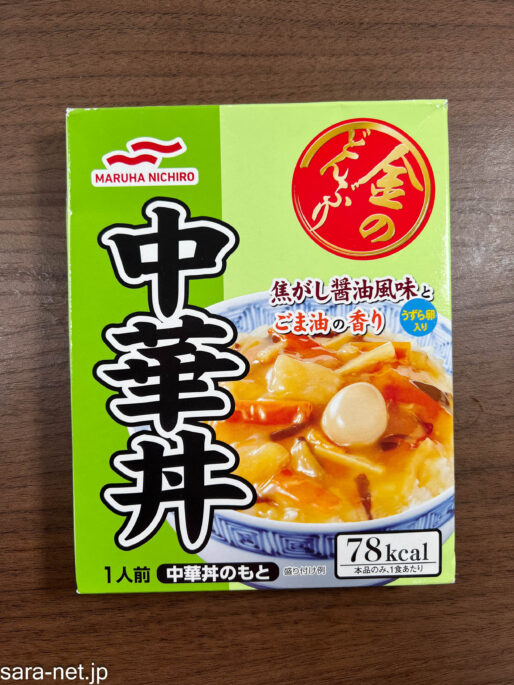 MARUHA NICHIRO
金の
どんぶり
中華丼
焦がし醤油風味と
ごま油の香り
うずら卵
入り
78kcal
本品のみ、1食あたり
1人前 中華丼のもと 盛り付け例
sara-net.jp